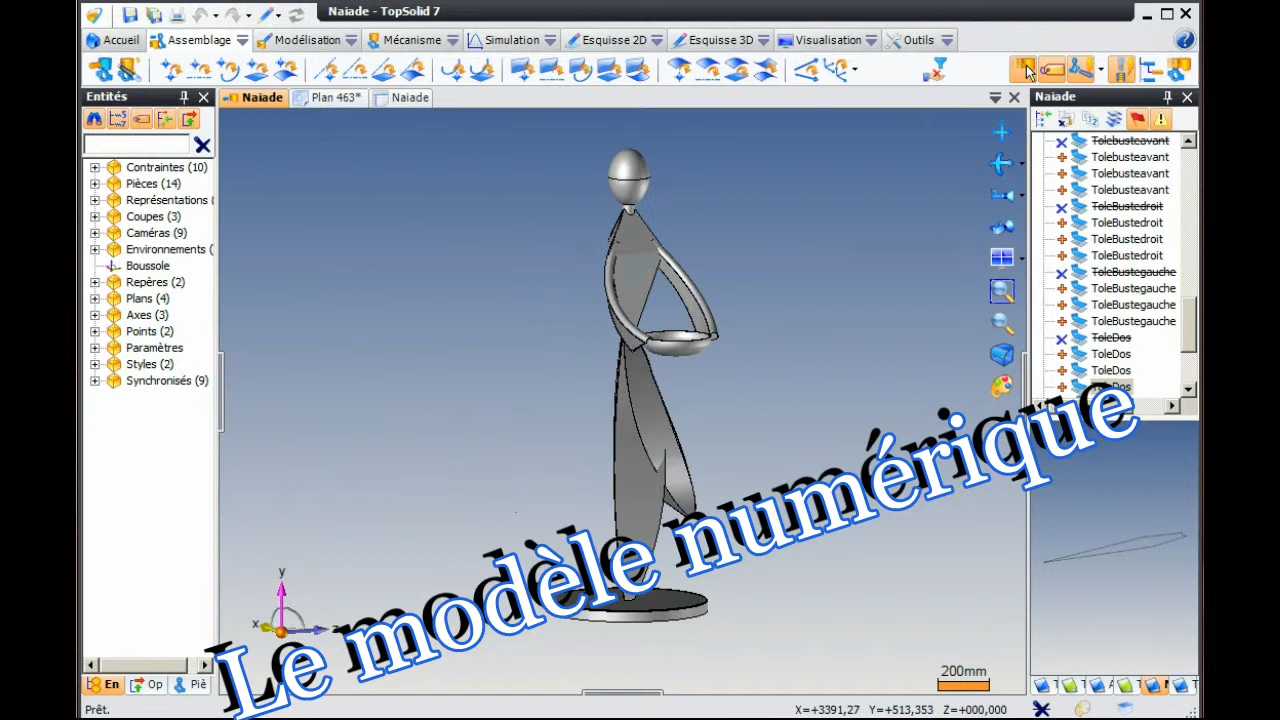 Naiade - TopSolid 7
Accueil Assemblage Modélisation Mécanisme Simulation Esquisse 2D Esquisse 3D Visualisation Outils
Entités
Naiade Plan 463* Naiade
Naiade
Contraintes (10)
Pièces (14)
Représentations (
Coupes (3)
Caméras (9)
Environnements (
Boussole
Repères (2)
Plans (4)
Axes (3)
Points (2)
Paramètres
Styles (2)
Synchronisés (9)
Tolebusteavant
Tolebusteavant
Tolebusteavant
Tolebusteavant
ToleBustedroit
ToleBustedroit
ToleBustedroit
ToleBustedroit
ToleBustegauche
ToleBustegauche
ToleBustegauche
ToleBustegauche
ToleDos
ToleDos
ToleDos
ToleDos
Le modèle numérique
y
x
z
200mm
En Op Piè
Prêt.
X=+3391,27 Y=+513,353 Z=+000,000